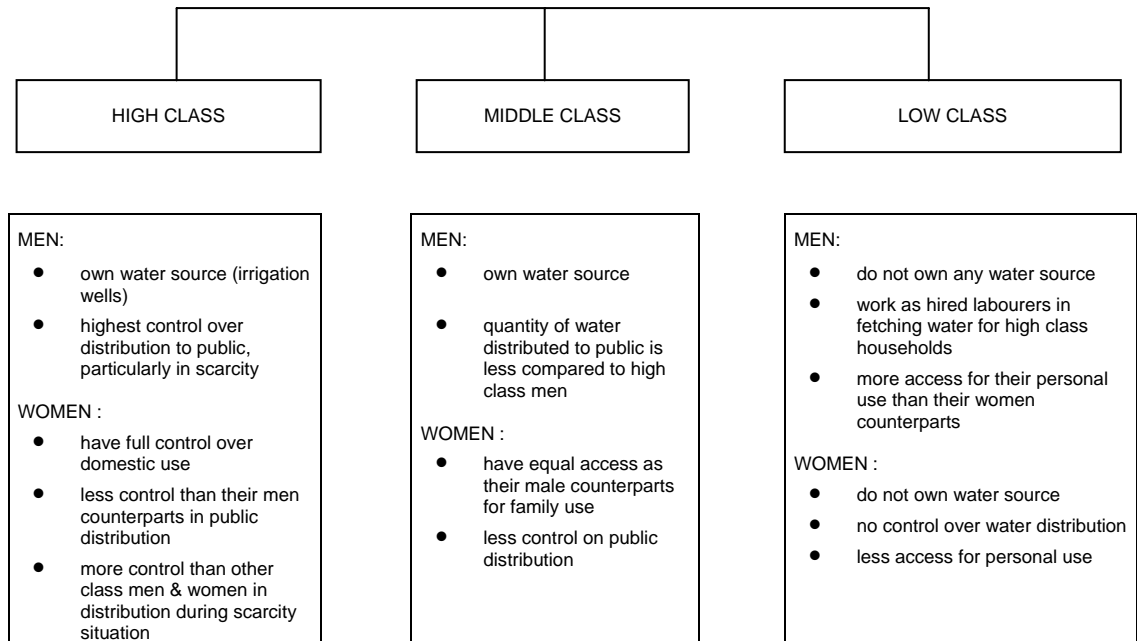 HIGH CLASS
MIDDLE CLASS
LOW CLASS
MEN:
● own water source (irrigation
wells)
● highest control over
distribution to public,
particularly in scarcity
WOMEN :
● have full control over
domestic use
● less control than their men
counterparts in public
distribution
● more control than other
class men & women in
distribution during scarcity
situation
MEN:
● own water source
● quantity of water
distributed to public is
less compared to high
class men
WOMEN :
● have equal access as
their male counterparts
for family use
● less control on public
distribution
MEN:
● do not own any water source
● work as hired labourers in
fetching water for high class
households
● more access for their personal
use than their women
counterparts
WOMEN :
● do not own water source
● no control over water distribution
● less access for personal use